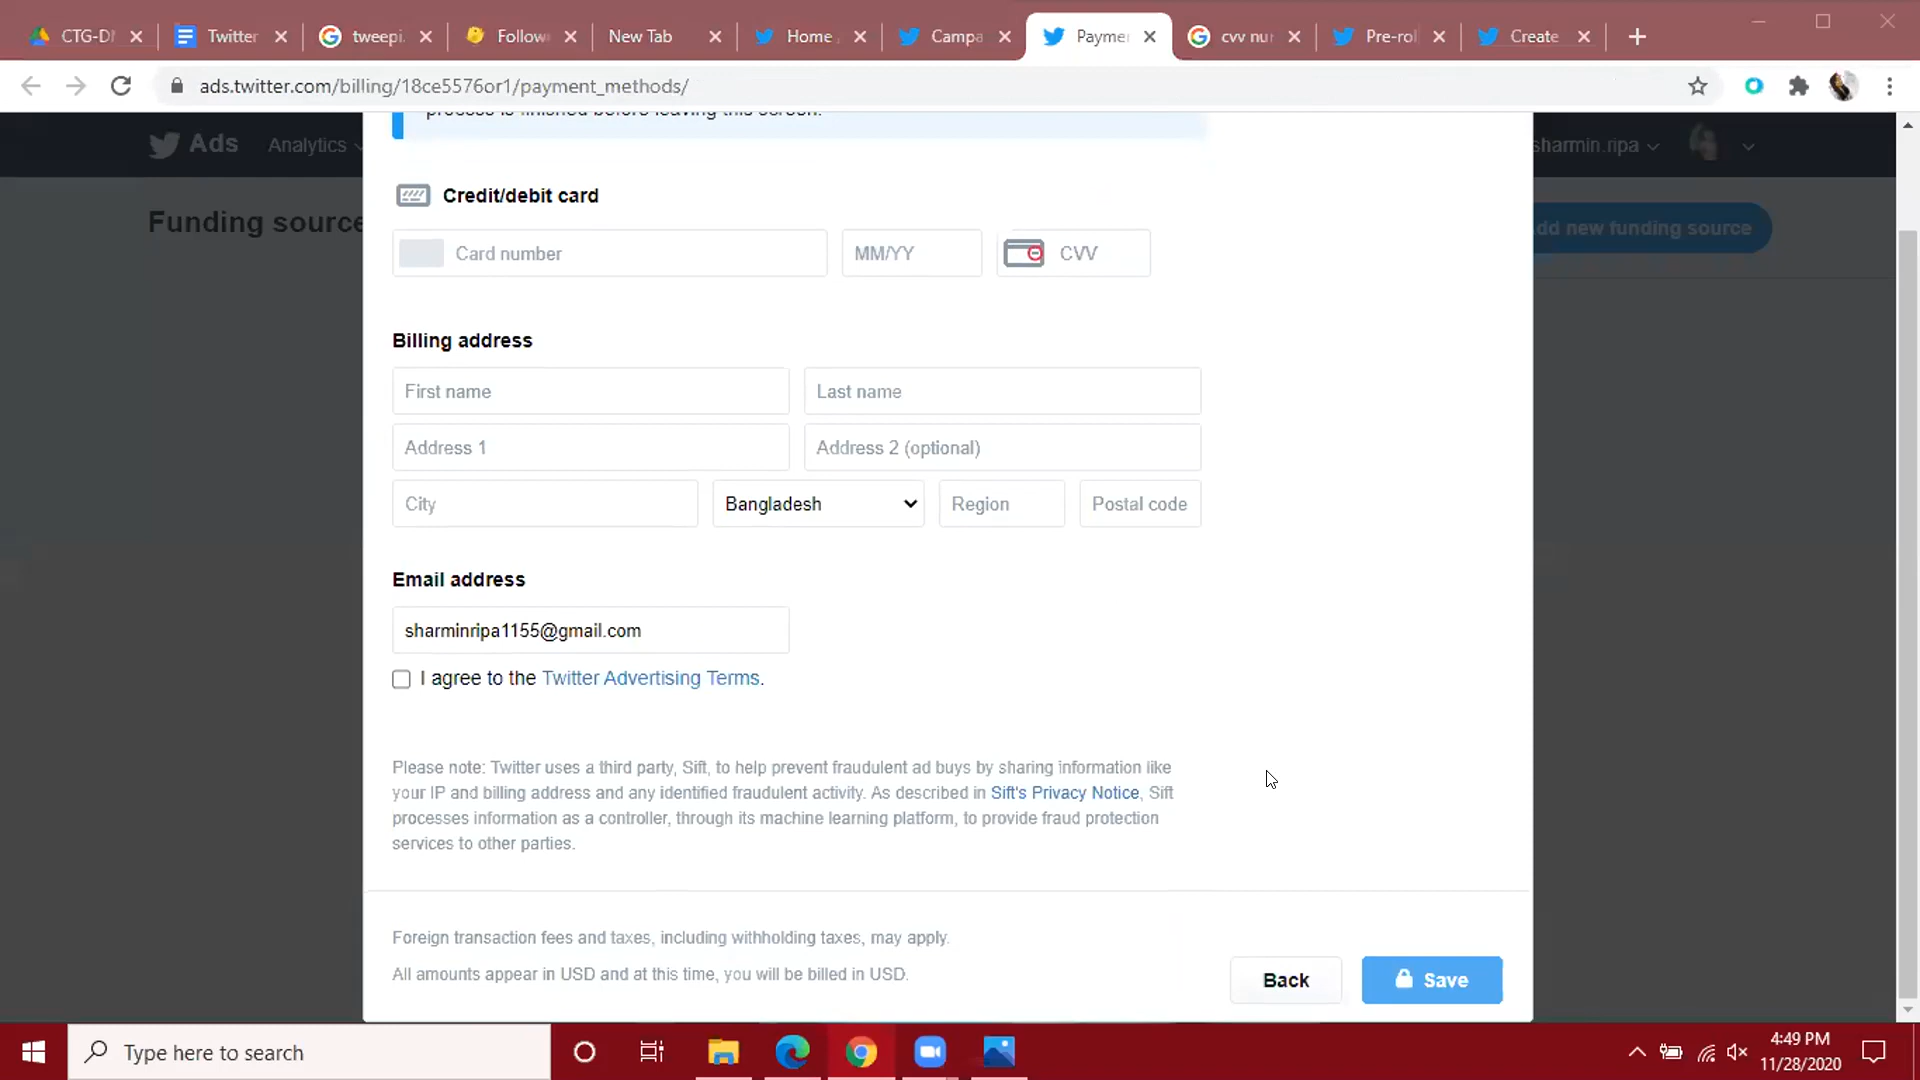 CTG-DI
Twitter
tweepi.
Follow
New Tab
Home
Campa
Payme
cvv nu
Pre-rol
Create
ads.twitter.com/billing/18ce5576or1/payment_methods/
process is finished before leaving this screen.
Ads
Analytics
sharmin.ripa
Funding source
dd new funding source
Credit/debit card
Card number
MM/YY
CVV
Billing address
First name
Last name
Address 1
Address 2 (optional)
City
Bangladesh
Region
Postal code
Email address
sharminripa1155@gmail.com
I agree to the Twitter Advertising Terms.
Please note: Twitter uses a third party, Sift, to help prevent fraudulent ad buys by sharing information like
your IP and billing address and any identified fraudulent activity. As described in Sift's Privacy Notice, Sift
processes information as a controller, through its machine learning platform, to provide fraud protection
services to other parties.
Foreign transaction fees and taxes, including withholding taxes, may apply.
All amounts appear in USD and at this time, you will be billed in USD.
Back
Save
Type here to search
4:49 PM
11/28/2020